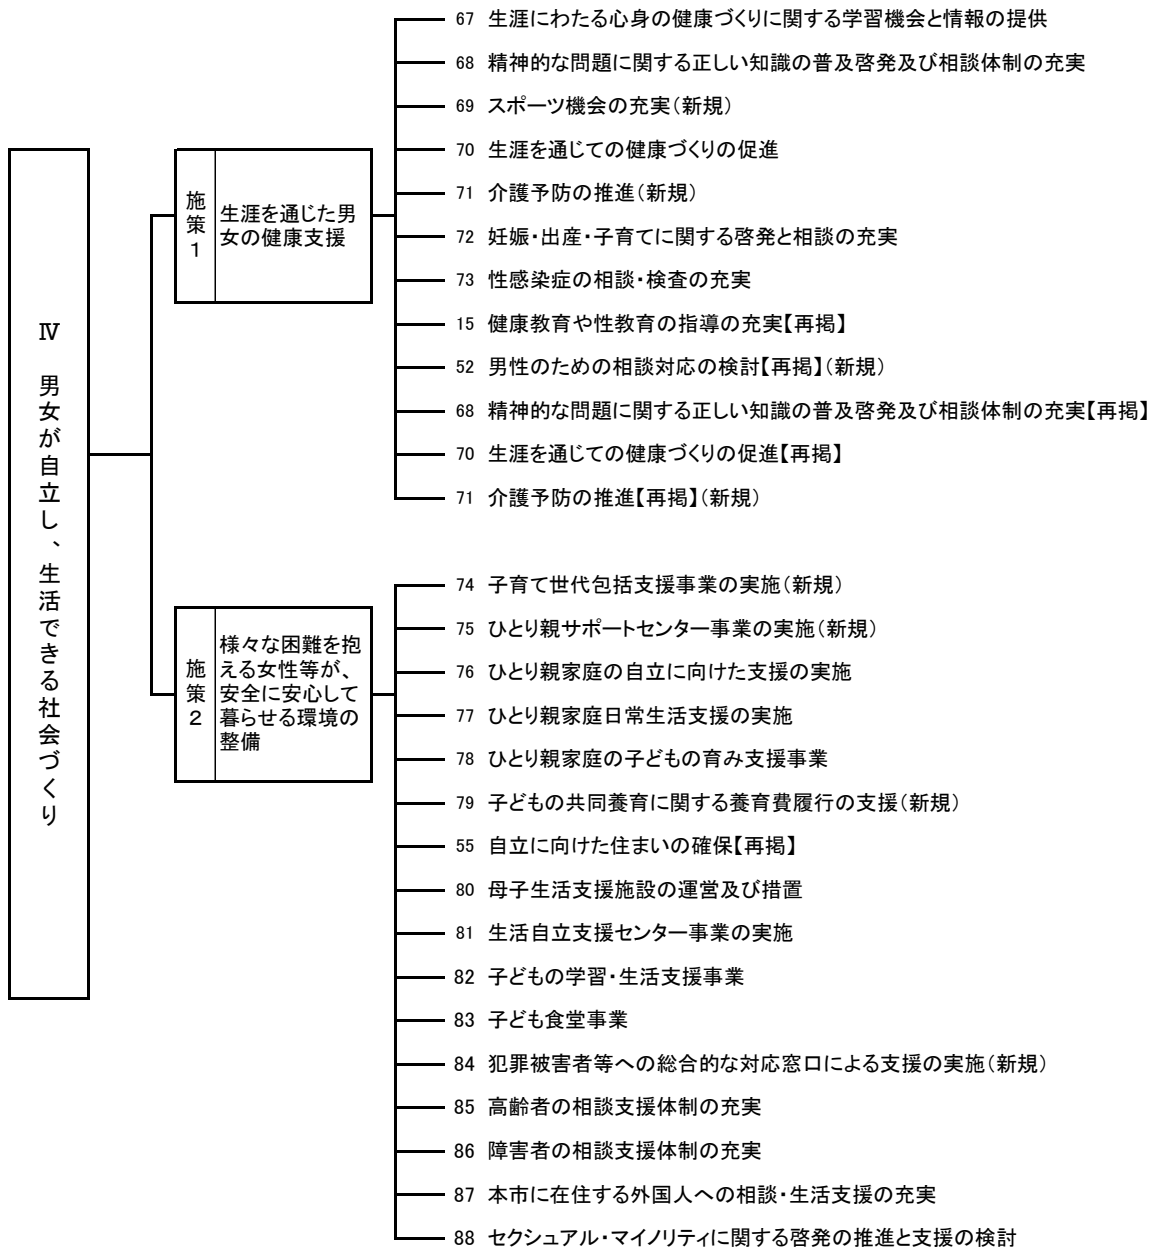 Ⅳ 男女が自立し、生活できる社会づくり
施策1
生涯を通じた男
女の健康支援
67 生涯にわたる心身の健康づくりに関する学習機会と情報の提供
68 精神的な問題に関する正しい知識の普及啓発及び相談体制の充実
69 スポーツ機会の充実(新規)
70 生涯を通じての健康づくりの促進
71 介護予防の推進(新規)
72 妊娠・出産・子育てに関する啓発と相談の充実
73 性感染症の相談・検査の充実
15 健康教育や性教育の指導の充実【再掲】
52 男性のための相談対応の検討【再掲】(新規)
68 精神的な問題に関する正しい知識の普及啓発及び相談体制の充実【再掲】
70 生涯を通じての健康づくりの促進【再掲】
71 介護予防の推進【再掲】(新規)
施策2
様々な困難を抱
える女性等が、
安全に安心して
暮らせる環境の
整備
74 子育て世代包括支援事業の実施(新規)
75 ひとり親サポートセンター事業の実施(新規)
76 ひとり親家庭の自立に向けた支援の実施
77 ひとり親家庭日常生活支援の実施
78 ひとり親家庭の子どもの育み支援事業
79 子どもの共同養育に関する養育費履行の支援(新規)
55 自立に向けた住まいの確保【再掲】
80 母子生活支援施設の運営及び措置
81 生活自立支援センター事業の実施
82 子どもの学習・生活支援事業
83 子ども食堂事業
84 犯罪被害者等への総合的な対応窓口による支援の実施(新規)
85 高齢者の相談支援体制の充実
86 障害者の相談支援体制の充実
87 本市に在住する外国人への相談・生活支援の充実
88 セクシュアル・マイノリティに関する啓発の推進と支援の検討